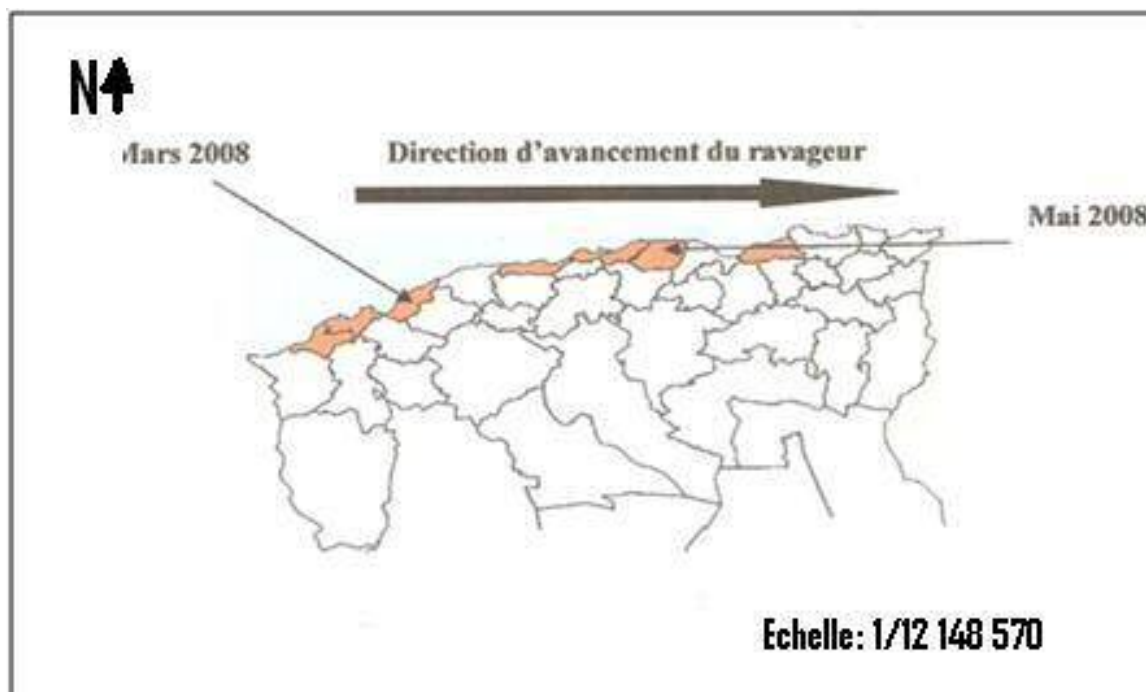 N
Mars 2008
Direction d'avancement du ravageur
Mai 2008
Echelle: 1/12 148 570